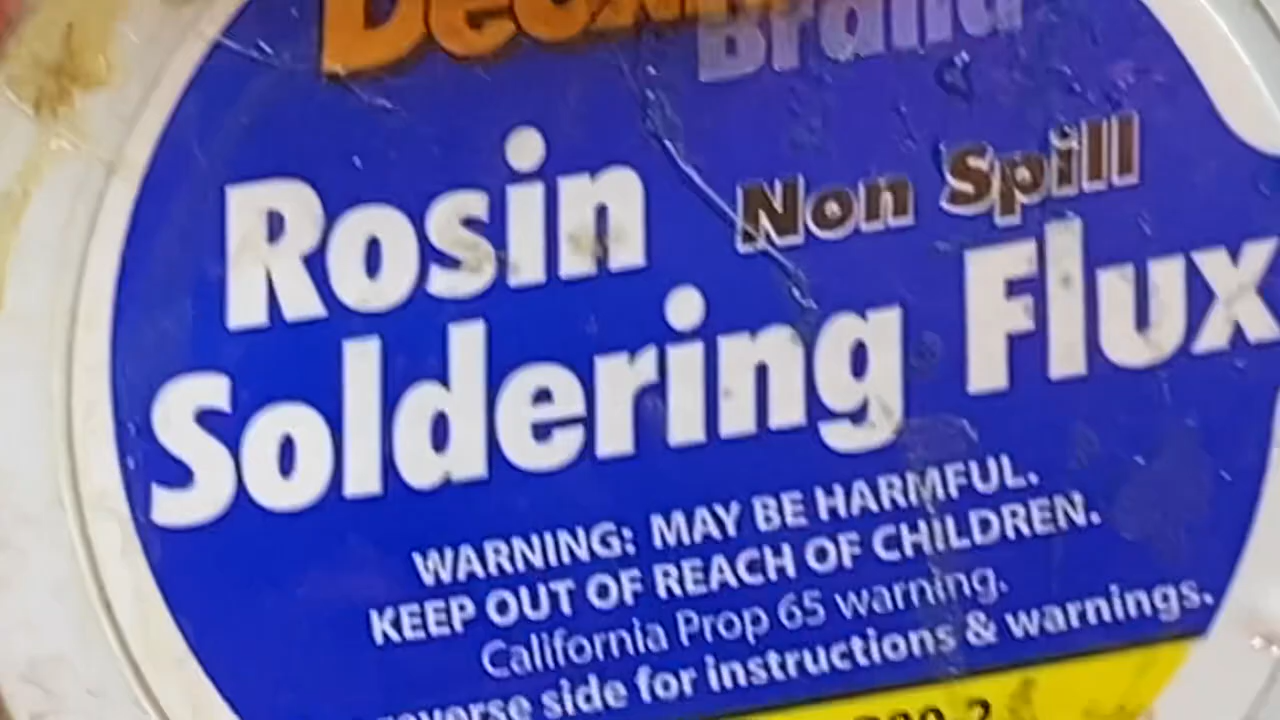 Brand
Rosin
Non Spill
Soldering Flux
WARNING: MAY BE HARMFUL.
KEEP OUT OF REACH OF CHILDREN.
California Prop 65 warning.
side for instructions & warnings.